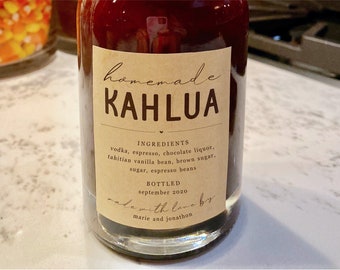 homemade
KAHLUA
INGREDIENTS
vodka, espresso, chocolate liquor,
tahitian vanilla bean, brown sugar,
sugar, espresso beans
BOTTLED
september 2020
made with love by
marie and jonathon